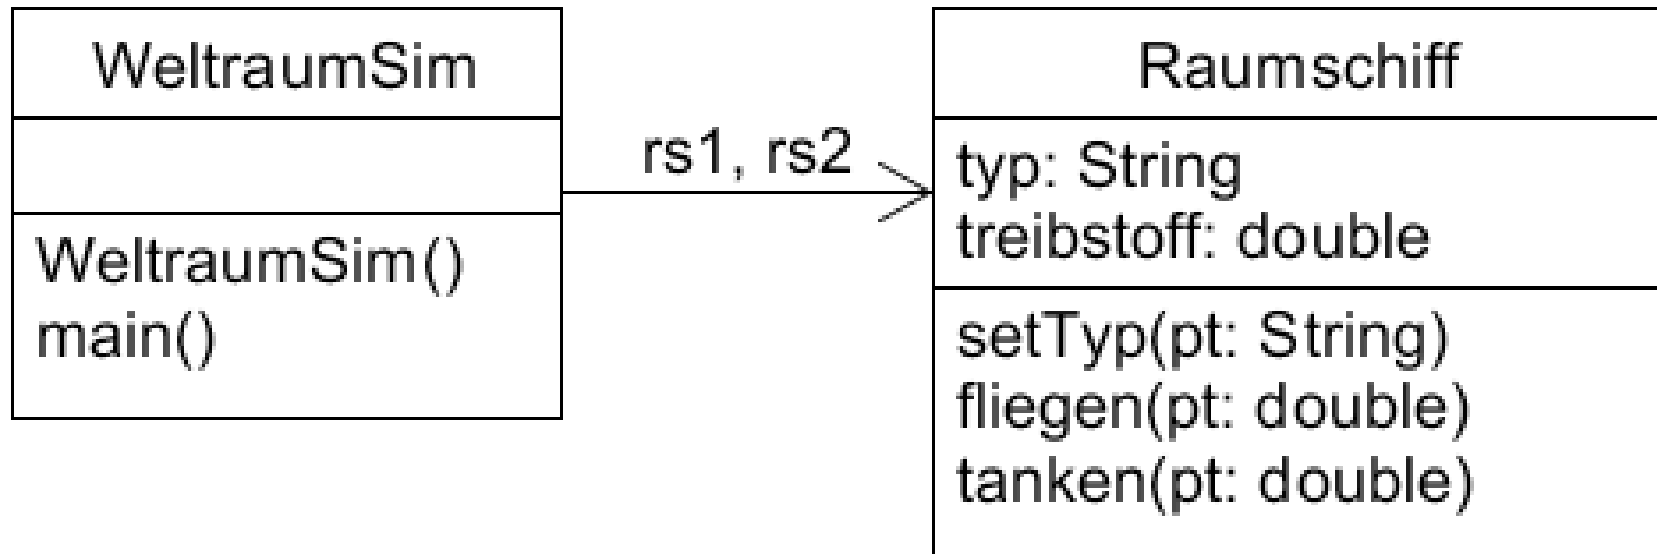 WeltraumSim
WeltraumSim()
main()
rs1, rs2
Raumschiff
typ: String
treibstoff: double
setTyp(pt: String)
fliegen(pt: double)
tanken(pt: double)